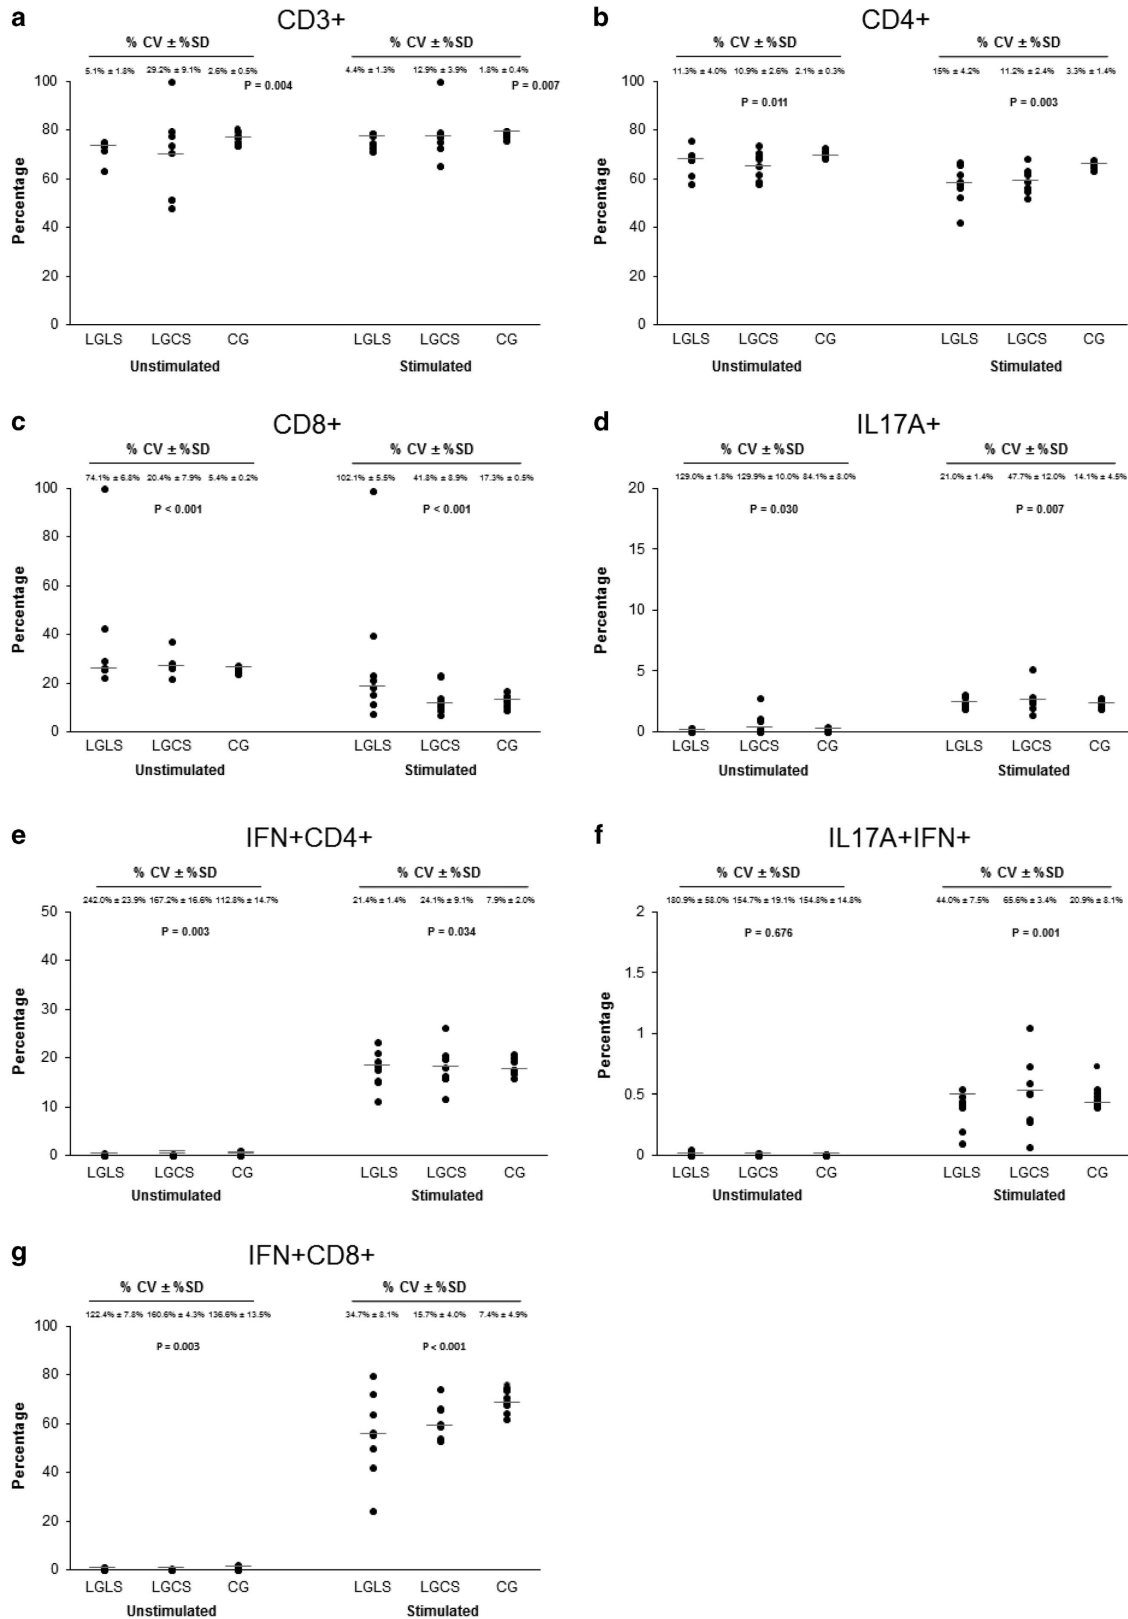 a
CD3+
% CV ± %SD
% CV ± %SD
5.1% ± 1.8% 29.2% ± 9.1% 2.6% ± 0.5%
4.4% ± 1.3% 12.9% ± 3.9% 1.8% ± 0.4%
P = 0.004
P = 0.007
100
80
60
40
20
0
Percentage
LGLS LGCS CG
LGLS LGCS CG
Unstimulated
Stimulated
b
CD4+
% CV ± %SD
% CV ± %SD
11.3% ± 4.0% 10.9% ± 2.6% 2.1% ± 0.3%
15% ± 4.2% 11.2% ± 2.4% 3.3% ± 1.4%
P = 0.011
P = 0.003
100
80
60
40
20
0
Percentage
LGLS LGCS CG
LGLS LGCS CG
Unstimulated
Stimulated
c
CD8+
% CV ± %SD
% CV ± %SD
74.1% ± 6.8% 20.4% ± 7.9% 5.4% ± 0.2%
102.1% ± 5.5% 41.8% ± 8.9% 17.3% ± 0.5%
P < 0.001
P < 0.001
100
80
60
40
20
0
Percentage
LGLS LGCS CG
LGLS LGCS CG
Unstimulated
Stimulated
d
IL17A+
% CV ± %SD
% CV ± %SD
129.0% ± 1.8% 129.9% ± 10.0% 84.1% ± 8.0%
21.0% ± 1.4% 47.7% ± 12.0% 14.1% ± 4.5%
P = 0.030
P = 0.007
20
15
10
5
0
Percentage
LGLS LGCS CG
LGLS LGCS CG
Unstimulated
Stimulated
e
IFN+CD4+
% CV ± %SD
% CV ± %SD
242.0% ± 23.9% 167.2% ± 16.6% 112.8% ± 14.7%
21.4% ± 1.4% 24.1% ± 9.1% 7.9% ± 2.0%
P = 0.003
P = 0.034
50
40
30
20
10
0
Percentage
LGLS LGCS CG
LGLS LGCS CG
Unstimulated
Stimulated
f
IL17A+IFN+
% CV ± %SD
% CV ± %SD
180.9% ± 58.0% 154.7% ± 19.1% 154.8% ± 14.8%
44.0% ± 7.5% 65.6% ± 3.4% 20.9% ± 8.1%
P = 0.676
P = 0.001
2
1.5
1
0.5
0
Percentage
LGLS LGCS CG
LGLS LGCS CG
Unstimulated
Stimulated
g
IFN+CD8+
% CV ± %SD
% CV ± %SD
122.4% ± 7.8% 160.6% ± 4.3% 136.6% ± 13.5%
34.7% ± 8.1% 15.7% ± 4.0% 7.4% ± 4.9%
P = 0.003
P < 0.001
100
80
60
40
20
0
Percentage
LGLS LGCS CG
LGLS LGCS CG
Unstimulated
Stimulated